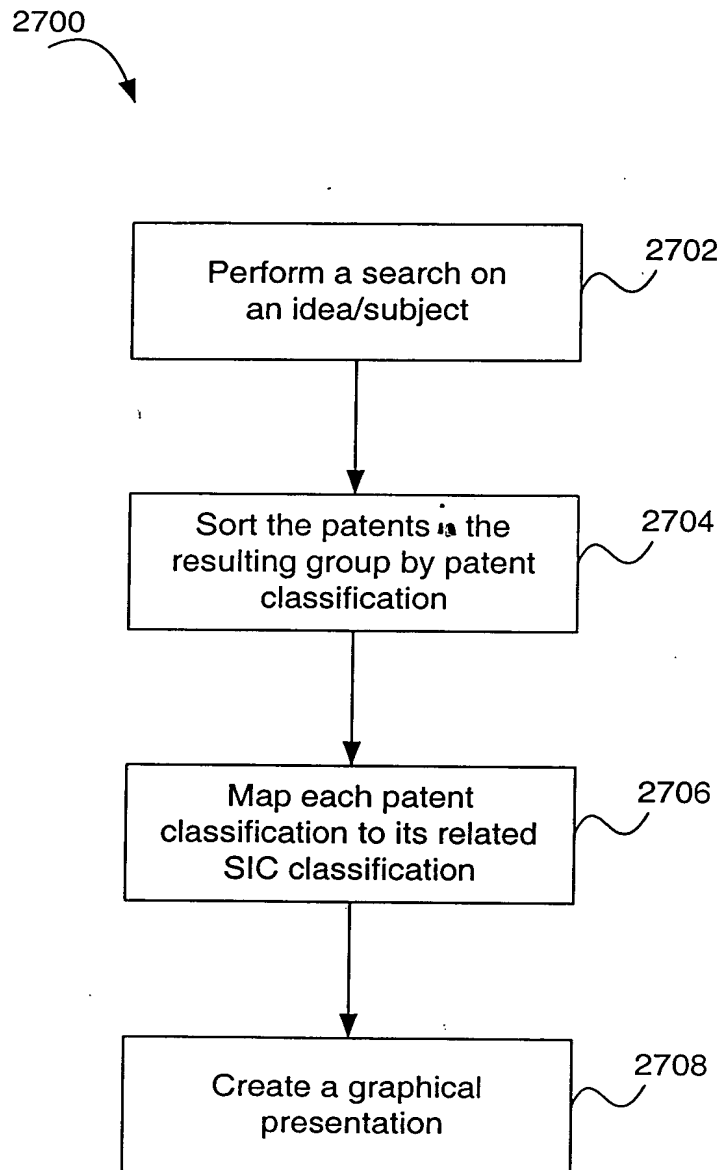 2700
Perform a search on
an idea/subject
2702
Sort the patents in the
resulting group by patent
classification
2704
Map each patent
classification to its related
SIC classification
2706
Create a graphical
presentation
2708